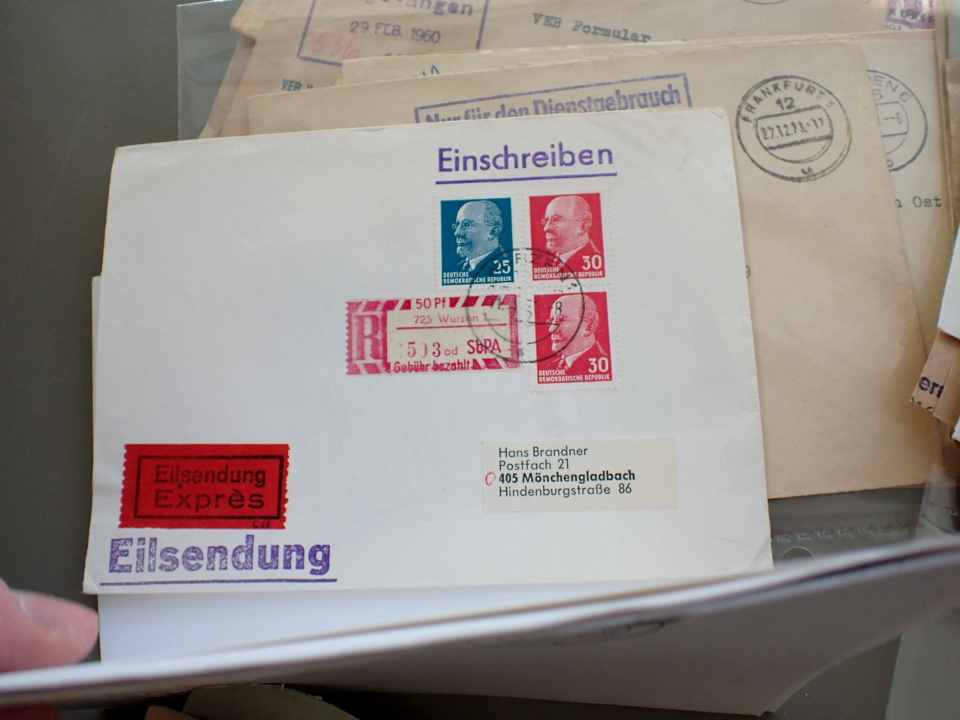 29 FEB. 1960
VEB Formular
Nur für den Dienstgebrauch
FRANKFURT
12
Ost
Einschreiben
25
DEUTSCHE
DEMOKRATISCHE REPUBLIK
30
DEUTSCHE
DEMOKRATISCHE REPUBLIK
30
DEUTSCHE
DEMOKRATISCHE REPUBLIK
50 Pf
725 Wurzen 1
R
SbPA
Gebühr bezahlt
Eilsendung
Exprès
Eilsendung
Hans Brandner
Postfach 21
405 Mönchengladbach
Hindenburgstraße 86